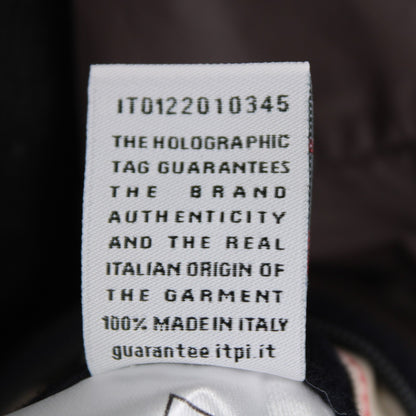 IT0122010345
THE HOLOGRAPHIC
TAG GUARANTEES
THE BRAND
AUTHENTICITY
AND THE REAL
ITALIAN ORIGIN OF
THE GARMENT
100% MADE IN ITALY
guarantee itpi.it